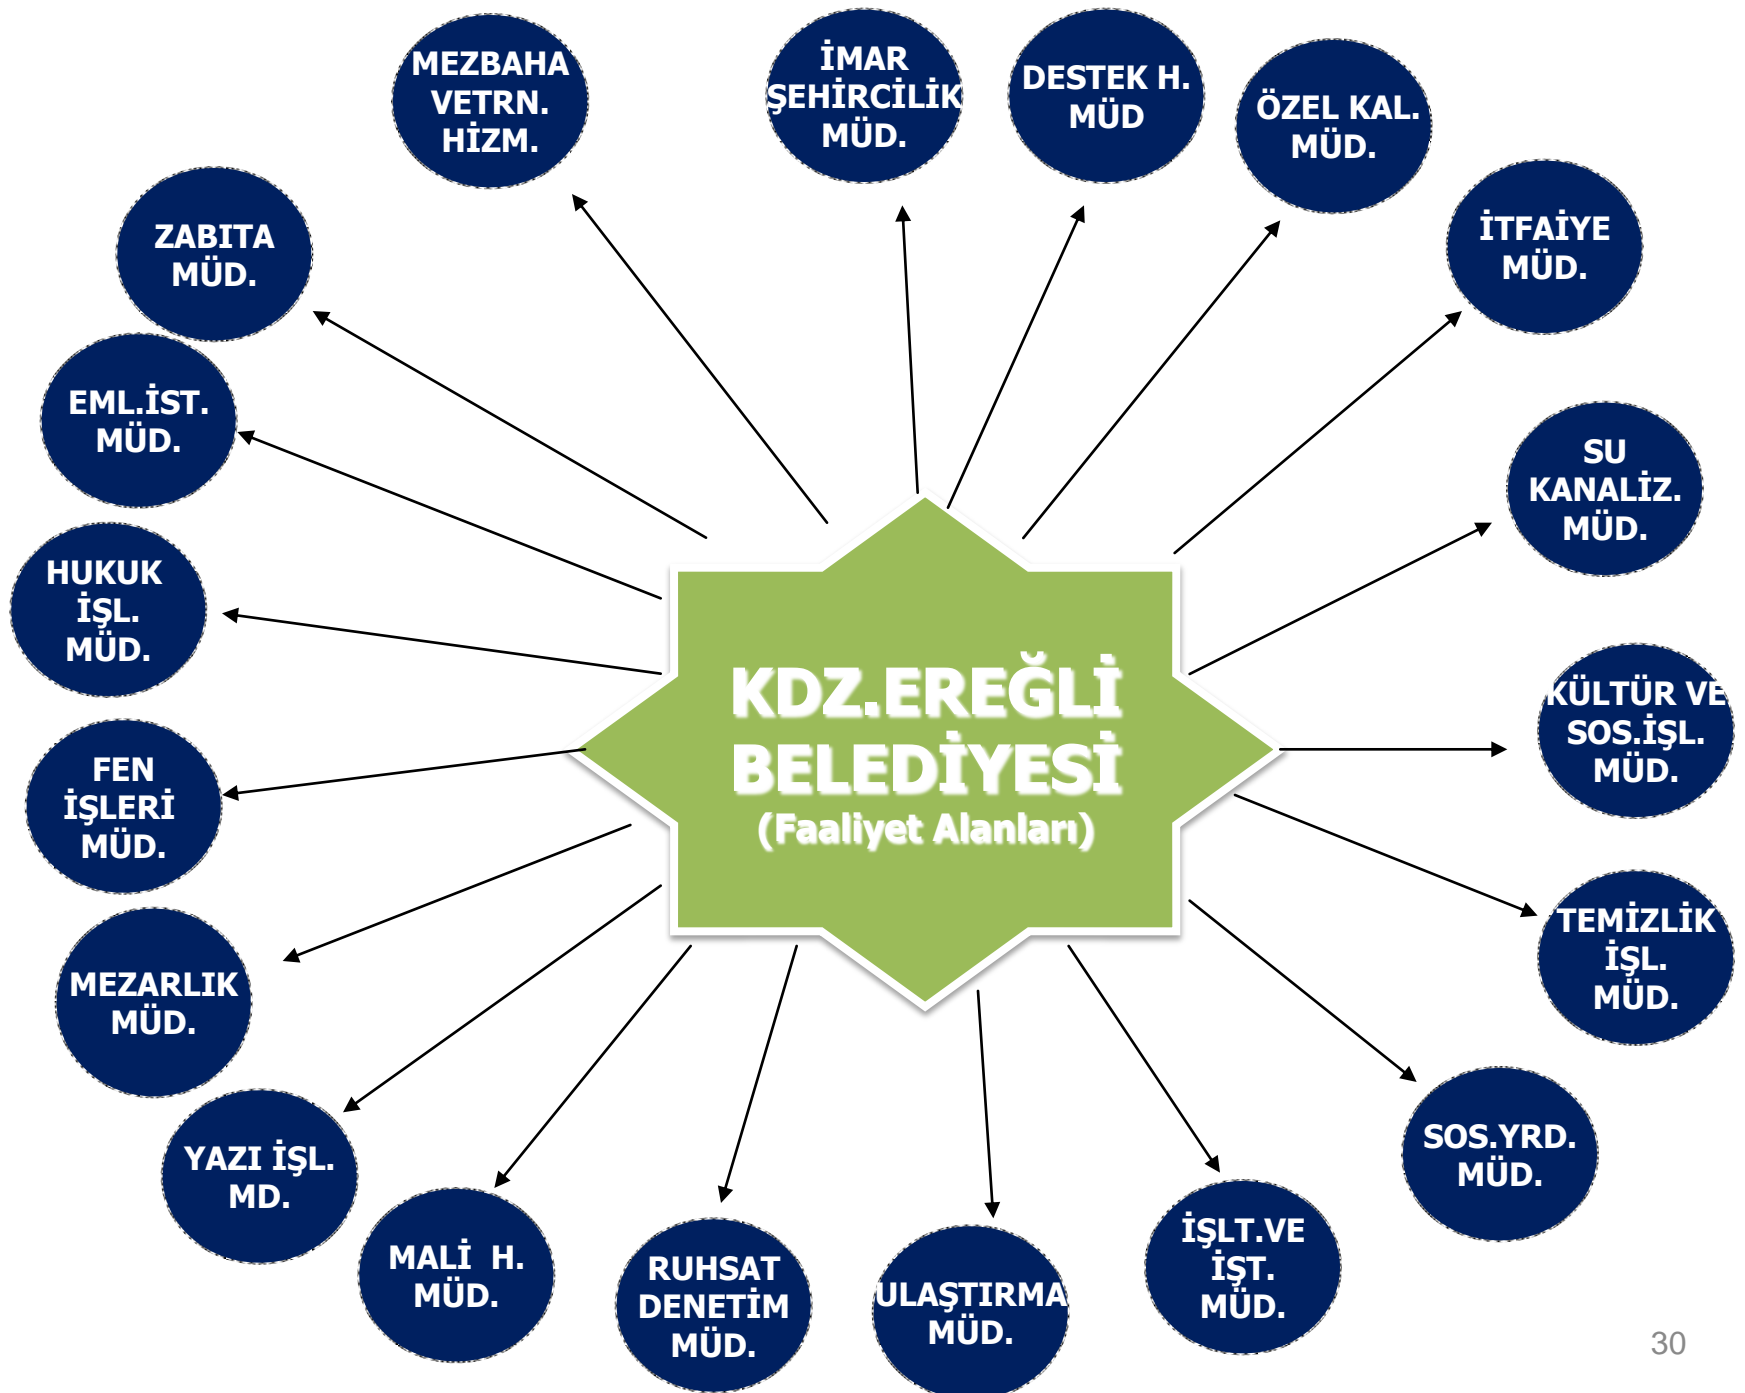 MEZBAHA
VETRN.
HİZM.
İMAR
ŞEHİRCİLİK
MÜD.
DESTEK H.
MÜD
ÖZEL KAL.
MÜD.
İTFAİYE
MÜD.
ZABITA
MÜD.
EML.İST.
MÜD.
SU
KANALİZ.
MÜD.
HUKUK
İŞL.
MÜD.
KDZ.EREĞLİ
BELEDİYESİ
(Faaliyet Alanları)
KÜLTÜR VE
SOS.İŞL.
MÜD.
FEN
İŞLERİ
MÜD.
TEMİZLİK
İŞL.
MÜD.
MEZARLIK
MÜD.
SOS.YRD.
MÜD.
YAZI İŞL.
MD.
MALİ  H.
MÜD.
RUHSAT
DENETİM
MÜD.
ULAŞTIRMA
MÜD.
İŞLT.VE
İŞT.
MÜD.
30